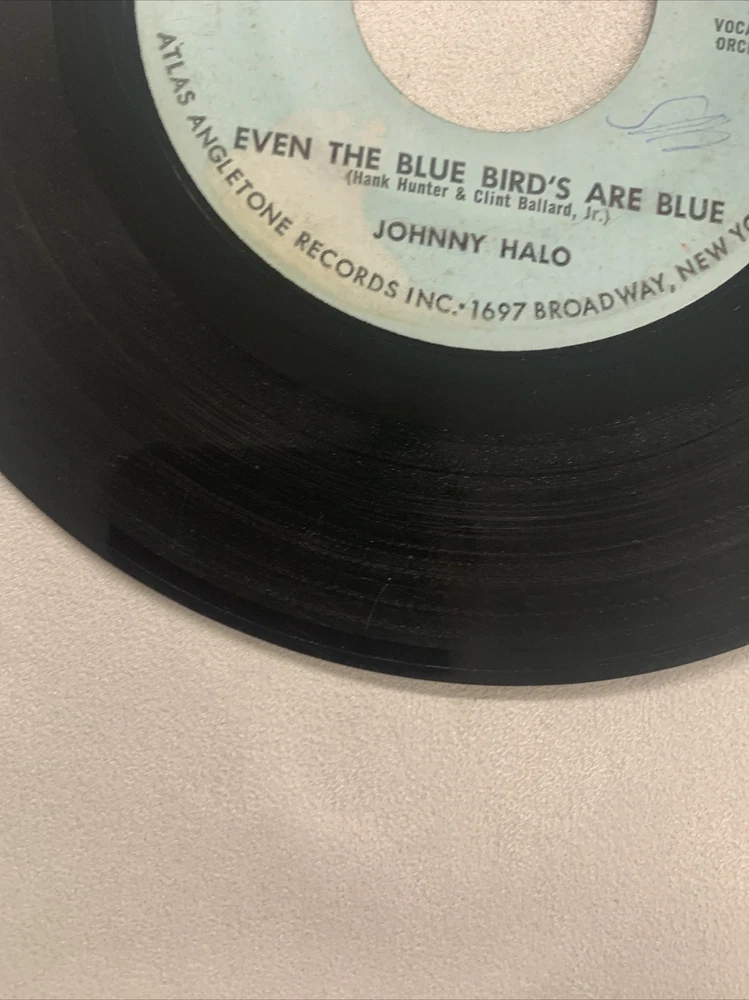 EVEN THE BLUE BIRD'S ARE BLUE
(Hank Hunter & Clint Ballard, Jr.)
JOHNNY HALO
ATLAS ANGLETONE RECORDS INC. • 1697 BROADWAY, NEW